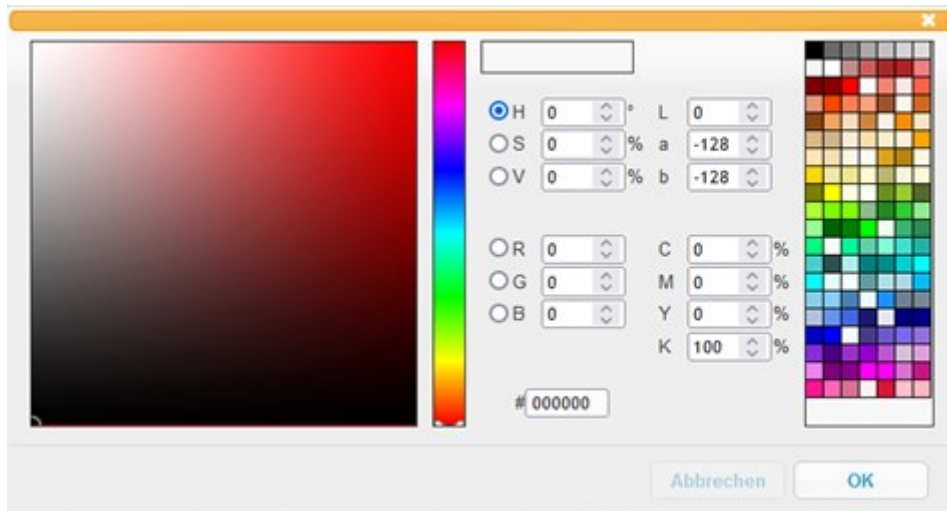 H 0 ° L 0
S 0 % a -128
V 0 % b -128
R 0 C 0 %
G 0 M 0 %
B 0 Y 0 %
K 100 %
# 000000
Abbrechen OK